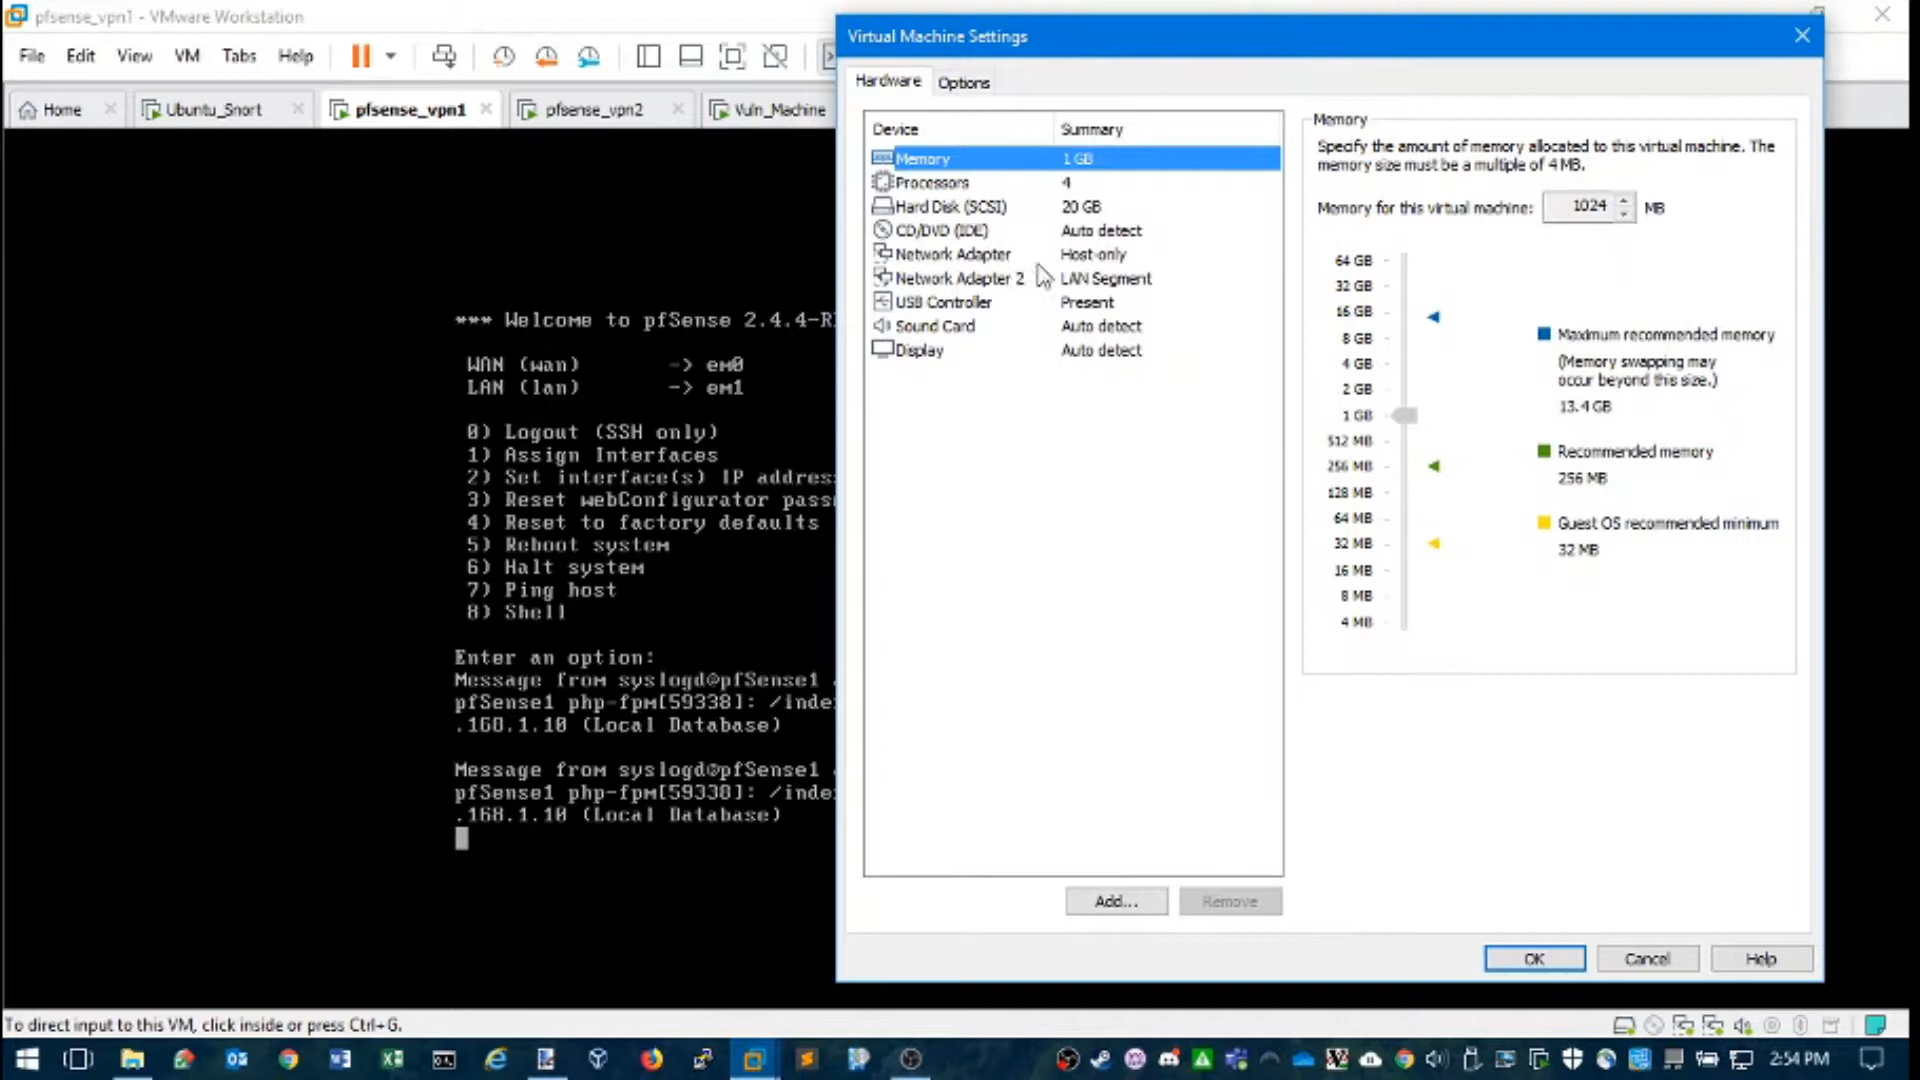 pfsense_vpn1 - VMware Workstation
File Edit View VM Tabs Help
Home Ubuntu_Snort pfsense_vpn1 pfsense_vpn2 Vuln_Machine
*** Welcome to pfSense 2.4.4-R
WAN (wan) -> em0
LAN (lan) -> em1
0) Logout (SSH only)
1) Assign Interfaces
2) Set interface(s) IP addres
3) Reset webConfigurator pass
4) Reset to factory defaults
5) Reboot system
6) Halt system
7) Ping host
8) Shell
Enter an option:
Message from syslogd@pfSense1
pfSense1 php-fpm[59338]: /inde
.168.1.10 (Local Database)
Message from syslogd@pfSense1
pfSense1 php-fpm[59338]: /inde
.168.1.10 (Local Database)
Virtual Machine Settings
Hardware Options
Device Summary
Memory 1 GB
Processors 4
Hard Disk (SCSI) 20 GB
CD/DVD (IDE) Auto detect
Network Adapter Host-only
Network Adapter 2 LAN Segment
USB Controller Present
Sound Card Auto detect
Display Auto detect
Add... Remove
Memory
Specify the amount of memory allocated to this virtual machine. The
memory size must be a multiple of 4 MB.
Memory for this virtual machine: 1024 MB
64 GB
32 GB
16 GB
8 GB
4 GB
2 GB
1 GB
512 MB
256 MB
128 MB
64 MB
32 MB
16 MB
8 MB
4 MB
Maximum recommended memory
(Memory swapping may
occur beyond this size.)
13.4 GB
Recommended memory
256 MB
Guest OS recommended minimum
32 MB
OK Cancel Help
To direct input to this VM, click inside or press Ctrl+G.
2:54 PM